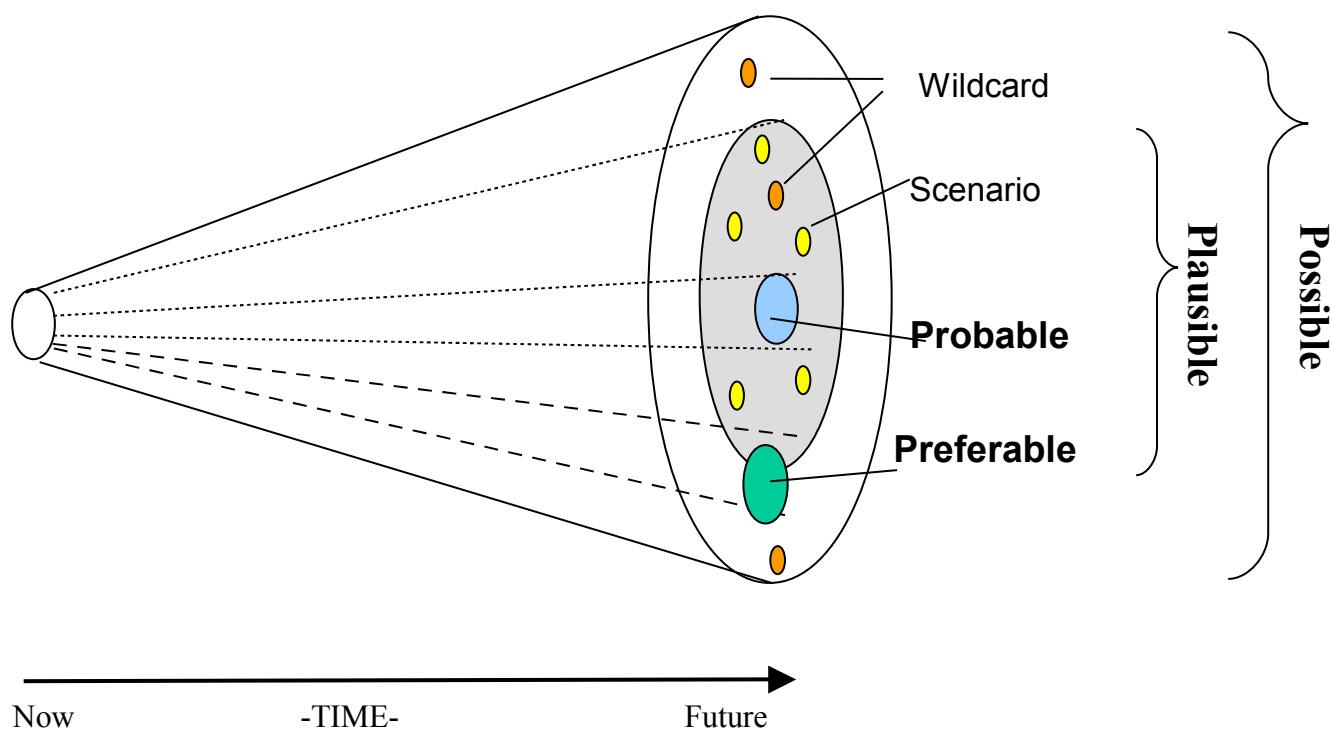 Wildcard
Scenario
Probable
Preferable
Plausible
Possible
Now -TIME- Future